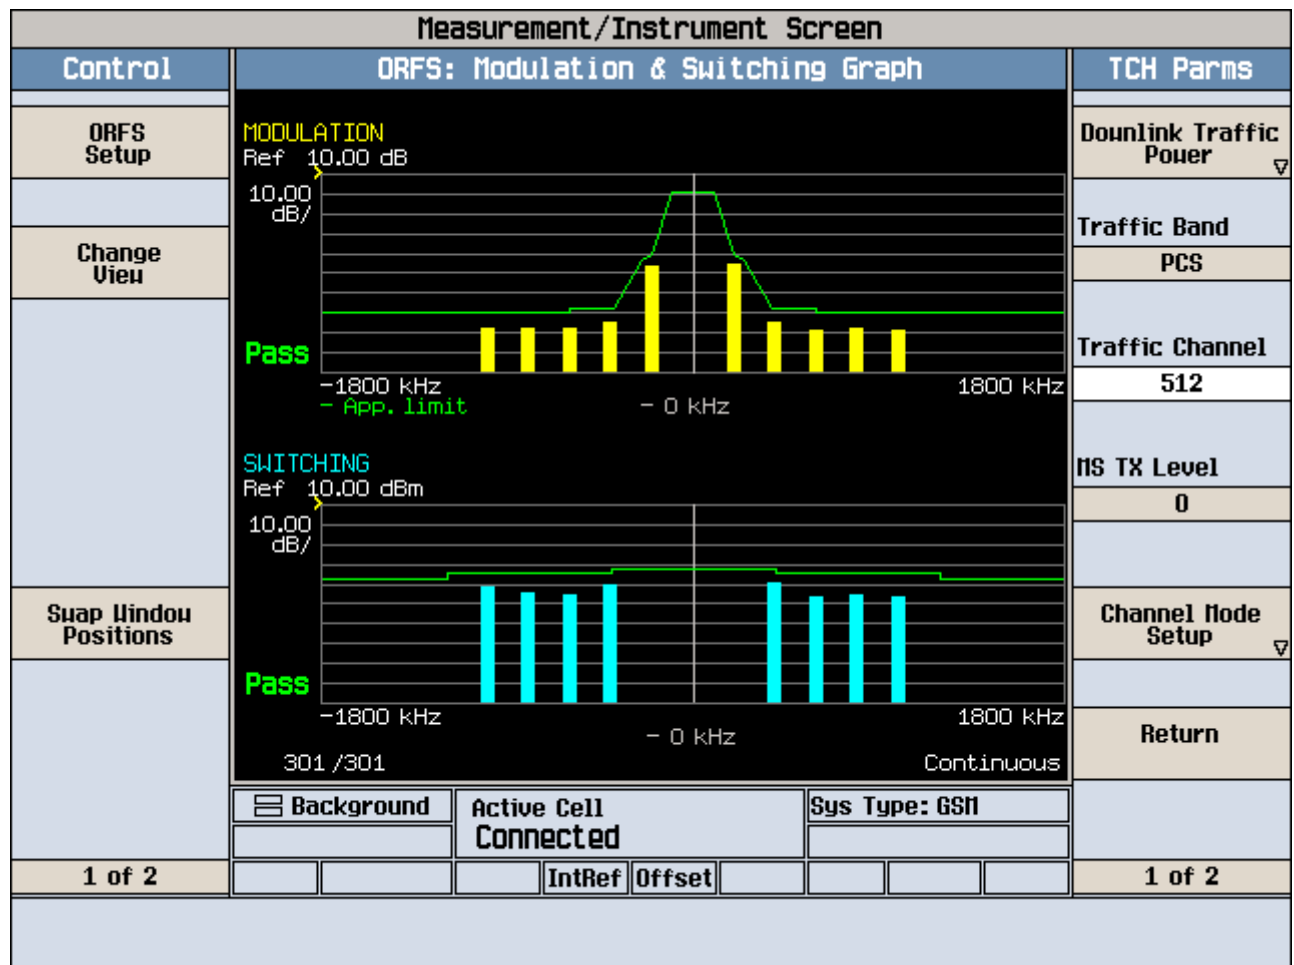 Measurement/Instrument Screen
Control
ORFS: Modulation & Switching Graph
TCH Parms
ORFS
Setup
Change
View
Swap Window
Positions
1 of 2
MODULATION
Ref 10.00 dB
10.00
dB/
Pass
-1800 kHz
1800 kHz
- App. limit
- 0 kHz
SWITCHING
Ref 10.00 dBm
10.00
dB/
Pass
-1800 kHz
1800 kHz
- 0 kHz
301/301
Continuous
Background
Active Cell
Connected
Sys Type: GSM
IntRef
Offset
Downlink Traffic
Power
Traffic Band
PCS
Traffic Channel
512
MS TX Level
0
Channel Mode
Setup
Return
1 of 2